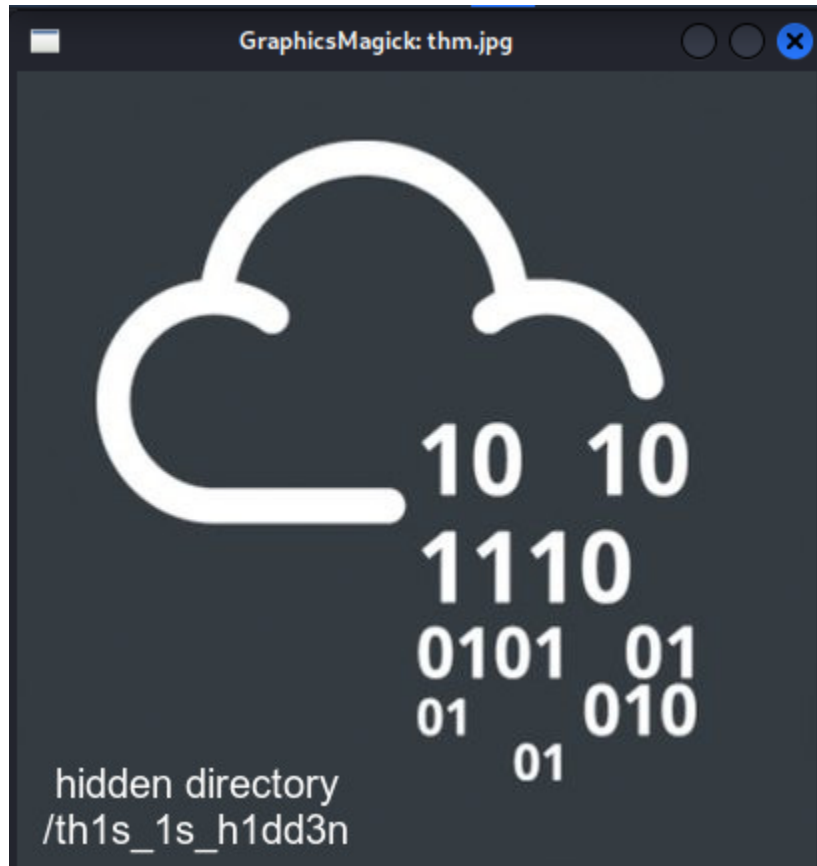 GraphicsMagick: thm.jpg
10 10
1110
0101 01
01 010
01
hidden directory
/th1s_1s_h1dd3n